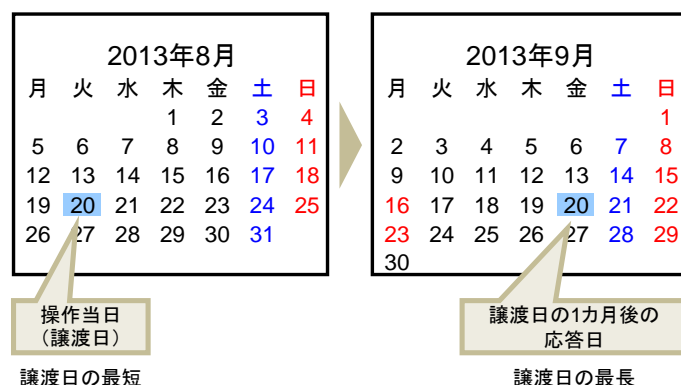 2013年8月
月 火 水 木 金 土 日
1 2 3 4
5 6 7 8 9 10 11
12 13 14 15 16 17 18
19 20 21 22 23 24 25
26 27 28 29 30 31
操作当日
（譲渡日）
譲渡日の最短
2013年9月
月 火 水 木 金 土 日
1
2 3 4 5 6 7 8
9 10 11 12 13 14 15
16 17 18 19 20 21 22
23 24 25 26 27 28 29
30
譲渡日の1カ月後の
応答日
譲渡日の最長